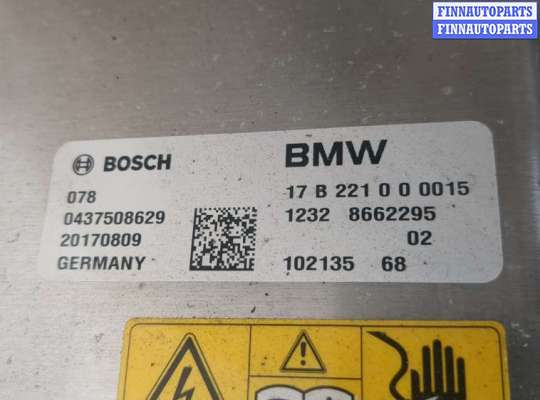 FINNAUTOPARTS
FINNAUTOPARTS
BOSCH
BMW
078
17 B 221 0 0 0015
0437508629
1232 8662295
20170809
02
GERMANY
102135 68